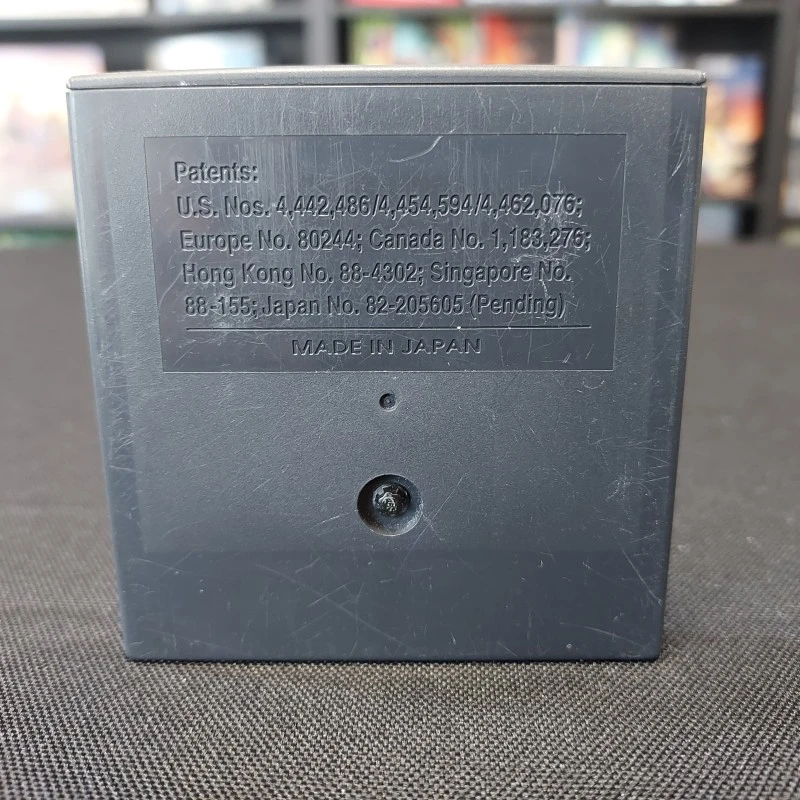 Patents:
U.S. Nos. 4,442,486/4,454,594/4,462,076;
Europe No. 80244; Canada No. 1,183,276;
Hong Kong No. 88-4302; Singapore No.
88-155; Japan No. 82-205605 (Pending)
MADE IN JAPAN